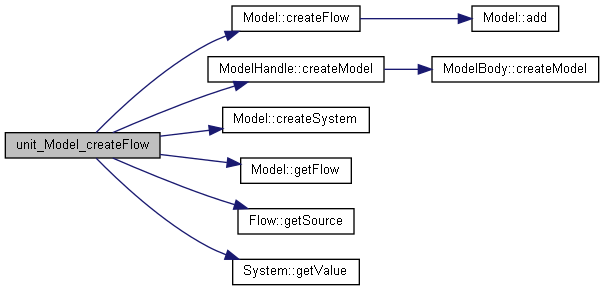 unit_Model_createFlow
Model::createFlow
Model::add
ModelHandle::createModel
ModelBody::createModel
Model::createSystem
Model::getFlow
Flow::getSource
System::getValue